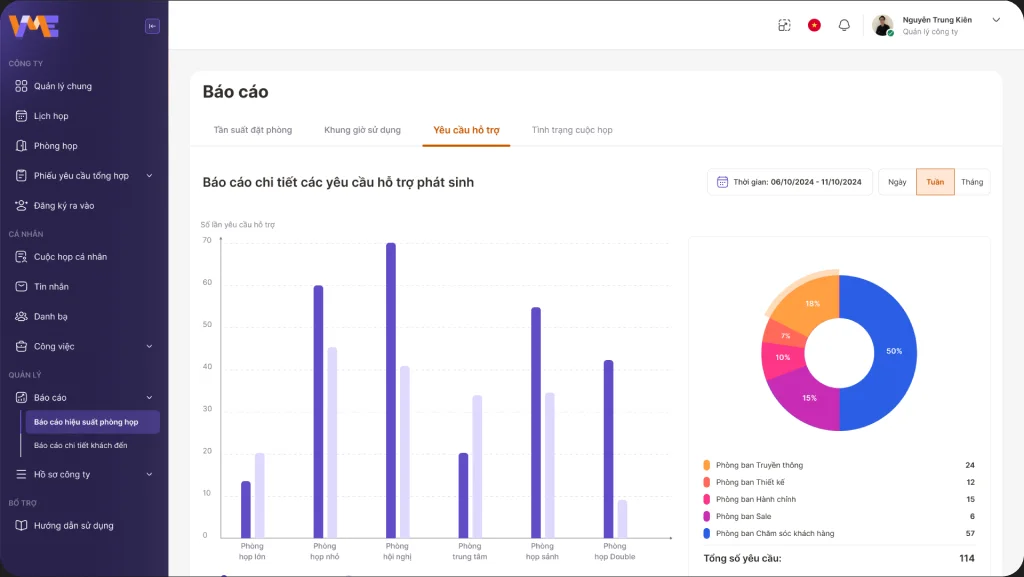 VME
CÔNG TY
Quản lý chung
Lịch họp
Phòng họp
Phiếu yêu cầu tổng hợp
Đăng ký ra vào
CÁ NHÂN
Cuộc họp cá nhân
Tin nhắn
Danh bạ
Công việc
QUẢN LÝ
Báo cáo
Báo cáo hiệu suất phòng họp
Báo cáo chi tiết khách đến
Hồ sơ công ty
BỔ TRỢ
Hướng dẫn sử dụng
Nguyễn Trung Kiên
Quản lý công ty
Báo cáo
Tần suất đặt phòng
Khung giờ sử dụng
Yêu cầu hỗ trợ
Tình trạng cuộc họp
Báo cáo chi tiết các yêu cầu hỗ trợ phát sinh
Thời gian: 06/10/2024 - 11/10/2024
Ngày
Tuần
Tháng
Số lần yêu cầu hỗ trợ
70
60
50
40
30
20
10
0
Phòng
họp lớn
Phòng
họp nhỏ
Phòng
hội nghị
Phòng
trung tâm
Phòng
họp sảnh
Phòng
họp Double
18%
7%
10%
15%
50%
Phòng ban Truyền thông 24
Phòng ban Thiết kế 12
Phòng ban Hành chính 15
Phòng ban Sale 6
Phòng ban Chăm sóc khách hàng 57
Tổng số yêu cầu: 114